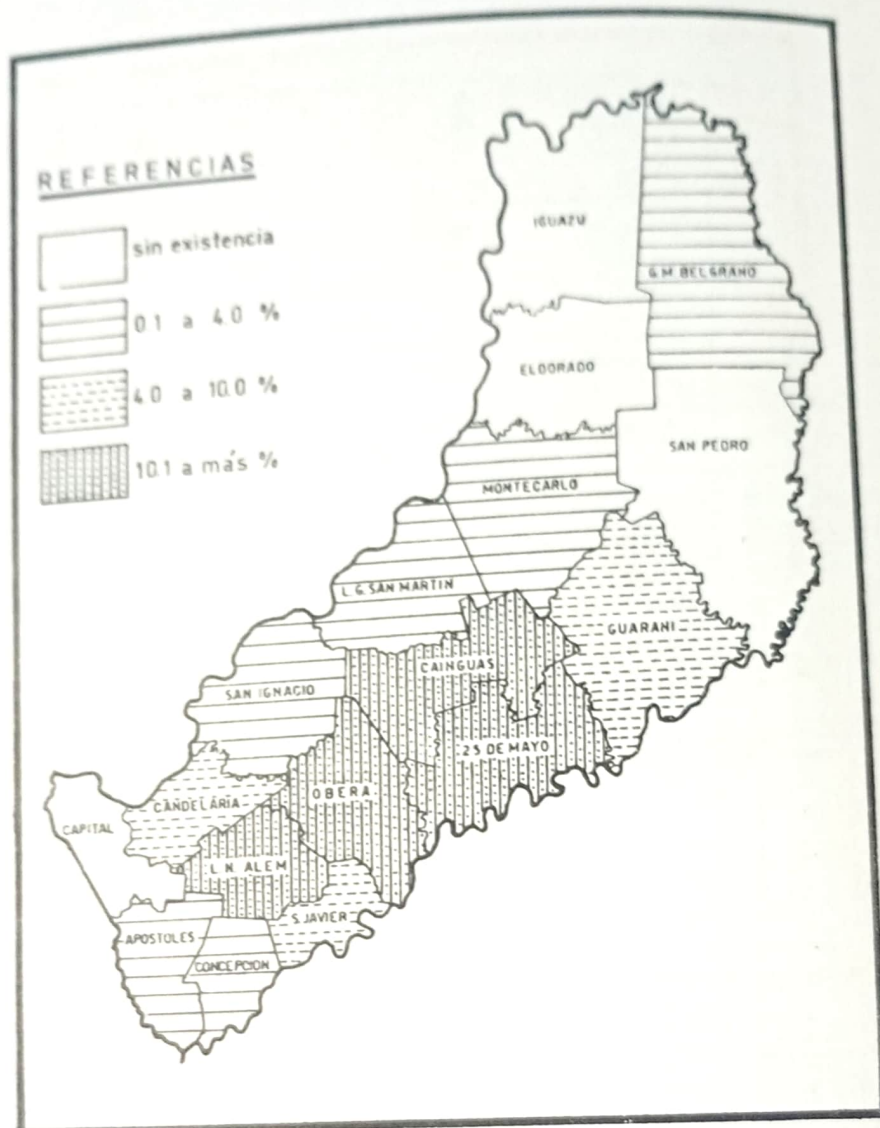 REFERENCIAS
sin existencia
0.1 a 4.0 %
4.0 a 10.0 %
10.1 a más %
IGUAZU
G.M. BELGRANO
ELDORADO
SAN PEDRO
MONTECARLO
L.G. SAN MARTIN
GUARANI
CAINGUAS
SAN IGNACIO
25 DE MAYO
OBERA
CANDELARIA
CAPITAL
L.N. ALEM
S. JAVIER
APOSTOLES
CONCEPCION